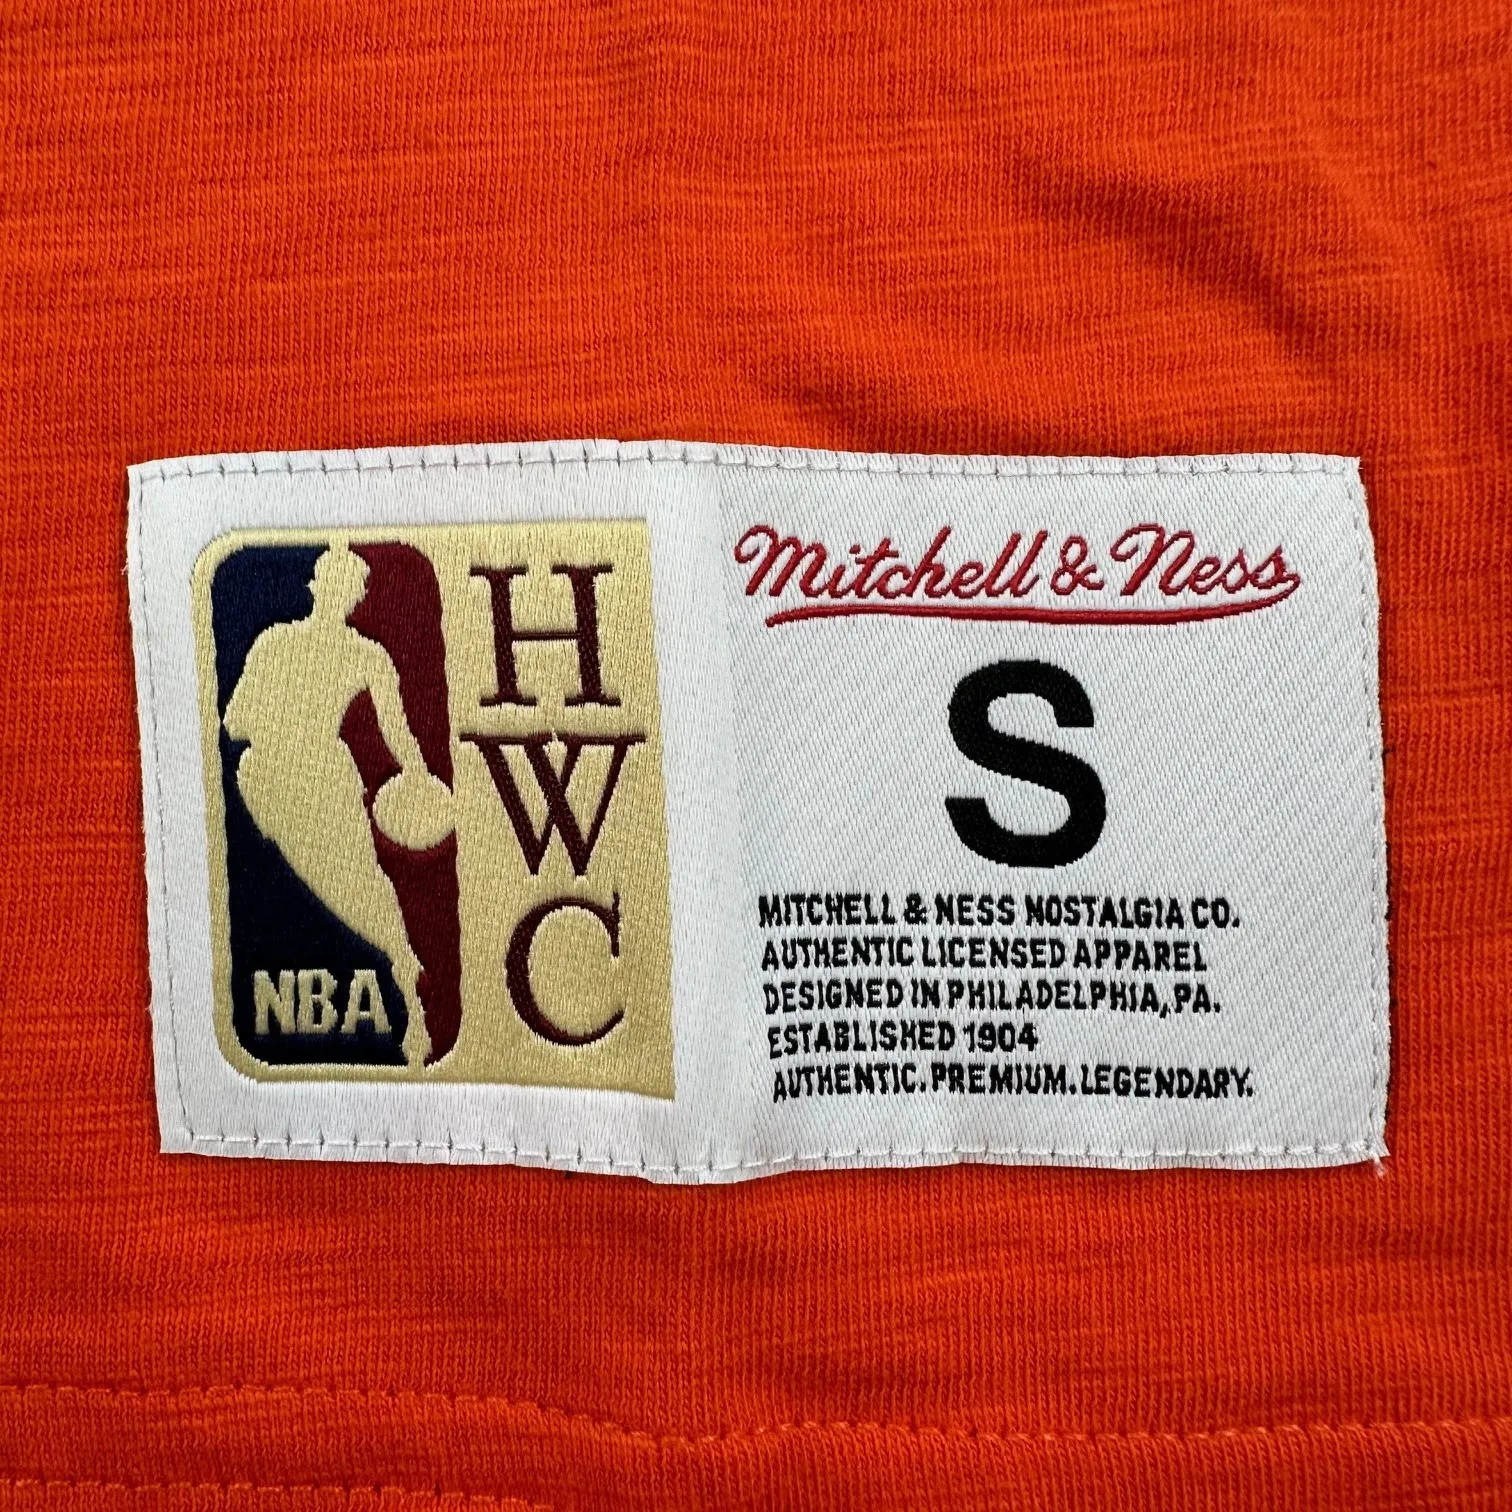 NBA
H
W
C
Mitchell & Ness
S
MITCHELL & NESS NOSTALGIA CO.
AUTHENTIC LICENSED APPAREL
DESIGNED IN PHILADELPHIA, PA.
ESTABLISHED 1904
AUTHENTIC. PREMIUM. LEGENDARY.